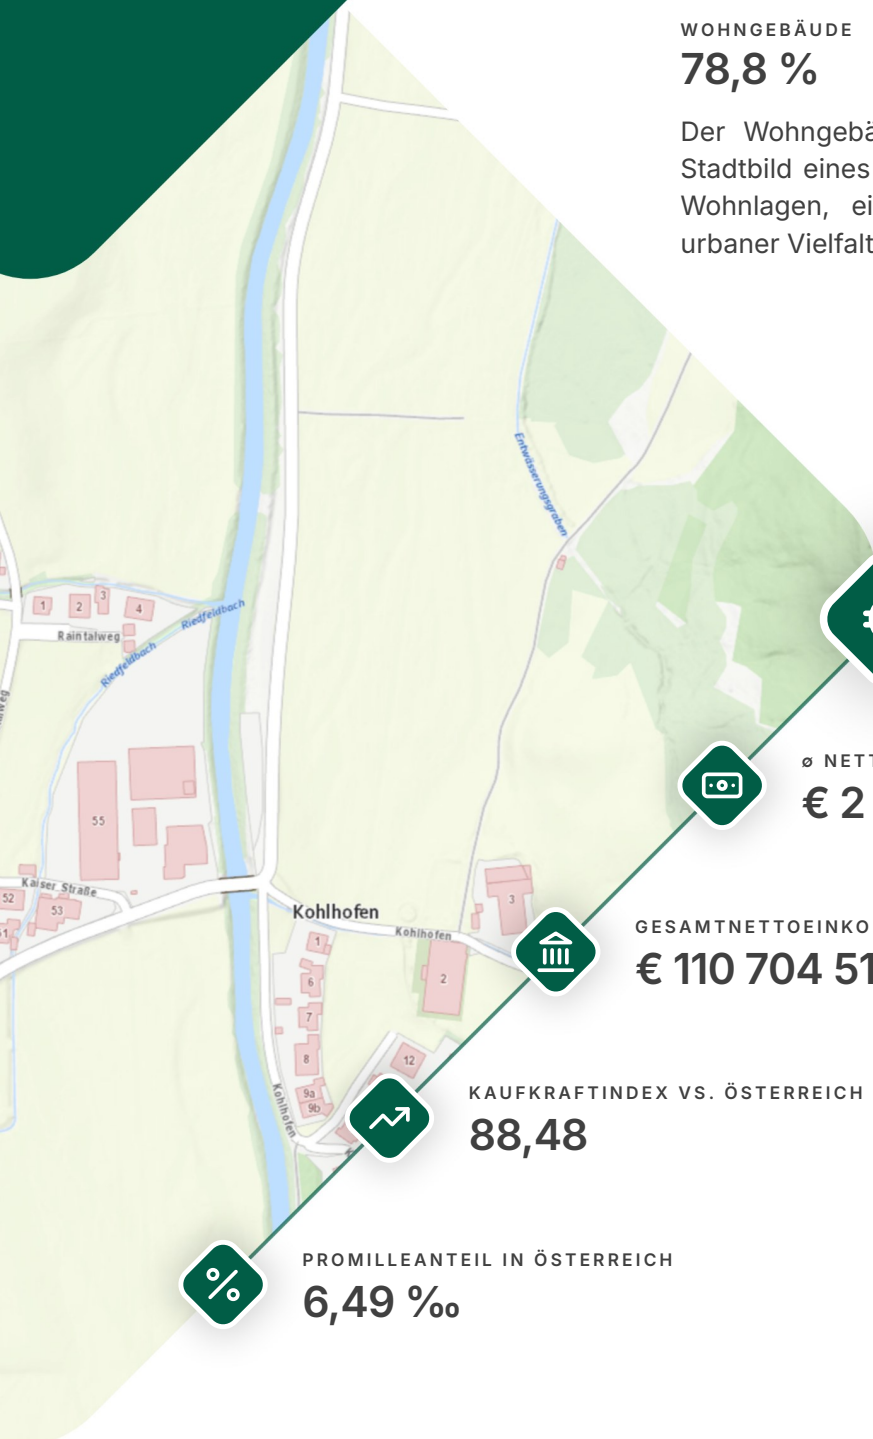 WOHNGEBÄUDE
78,8 %
Der Wohngebä
Stadtbild eines
Wohnlagen, ei
urbaner Vielfalt
Entwässerungsgraben
1
2
3
4
Raintalweg
Riedfeldbach
Riedfeldbach
55
Kaiser Straße
52
53
51
Kohlhofen
Kohlhofen
3
2
1
6
7
8
9a
9b
12
Kohlhofen
ø NETT
€ 2
GESAMTNETTOEINKO
€ 110 704 51
KAUFKRAFTINDEX VS. ÖSTERREICH
88,48
PROMILLEANTEIL IN ÖSTERREICH
6,49 ‰